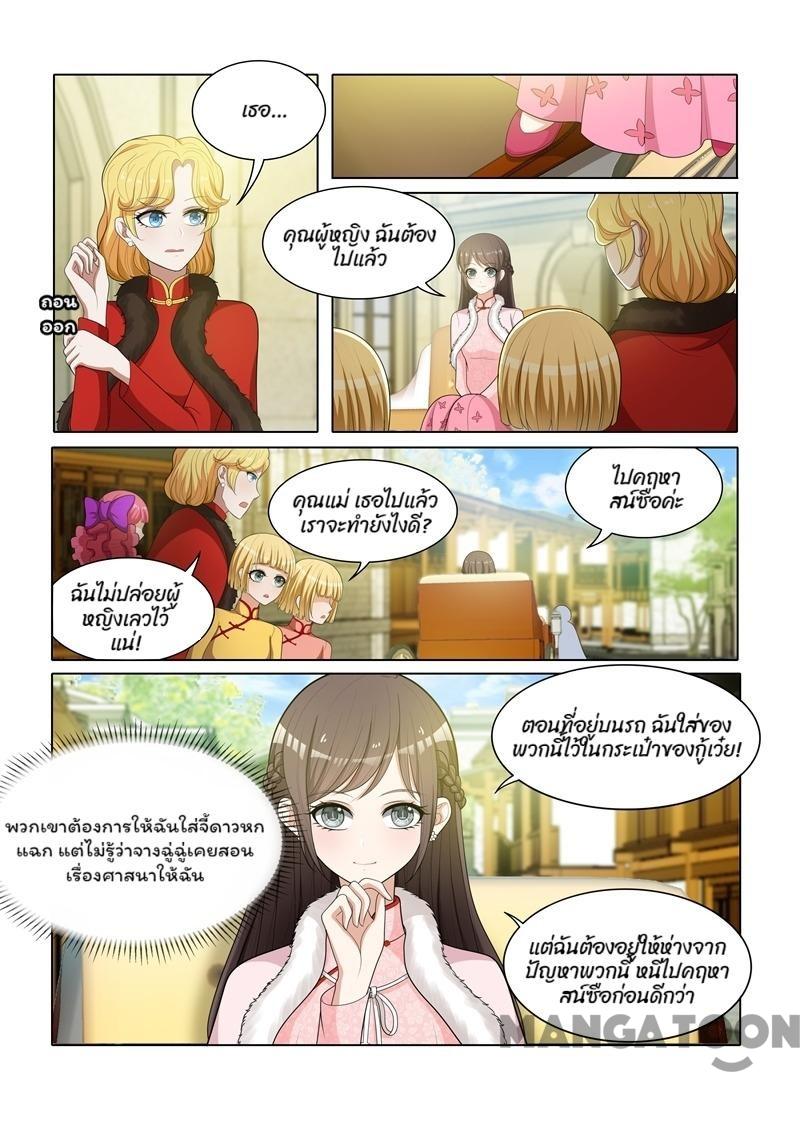 เธอ...
ถอน
ออก
คุณผู้หญิง ฉันต้อง
ไปแล้ว
คุณแม่ เธอไปแล้ว
เราจะทำยังไงดี?
ไปคฤหา
สน์ซือค่ะ
ฉันไม่ปล่อยผู้
หญิงเลวไว้
แน่!
ตอนที่อยู่บนรถ ฉันใส่ของ
พวกนี้ไว้ในกระเป๋าของกู้เว๋ย!
พวกเขาต้องการให้ฉันใส่จี้ดาวหก
แฉก แต่ไม่รู้ว่าจางฉู่ฉู่เคยสอน
เรื่องศาสนาให้ฉัน
แต่ฉันต้องอยู่ให้ห่างจาก
ปัญหาพวกนี้ หนีไปคฤหา
สน์ซือก่อนดีกว่า
MANGATOON